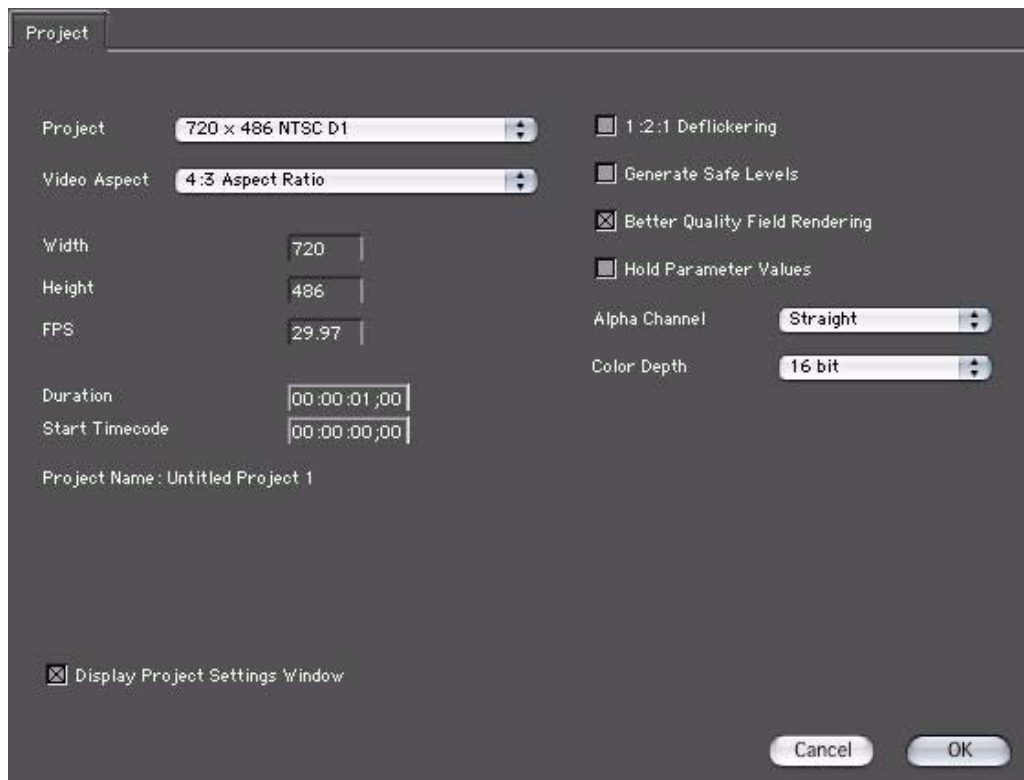 Project
Project 720 x 486 NTSC D1
Video Aspect 4:3 Aspect Ratio
Width 720
Height 486
FPS 29.97
Duration 00:00:01;00
Start Timecode 00:00:00;00
Project Name: Untitled Project 1
1:2:1 Deflickering
Generate Safe Levels
Better Quality Field Rendering
Hold Parameter Values
Alpha Channel Straight
Color Depth 16 bit
Display Project Settings Window
Cancel OK